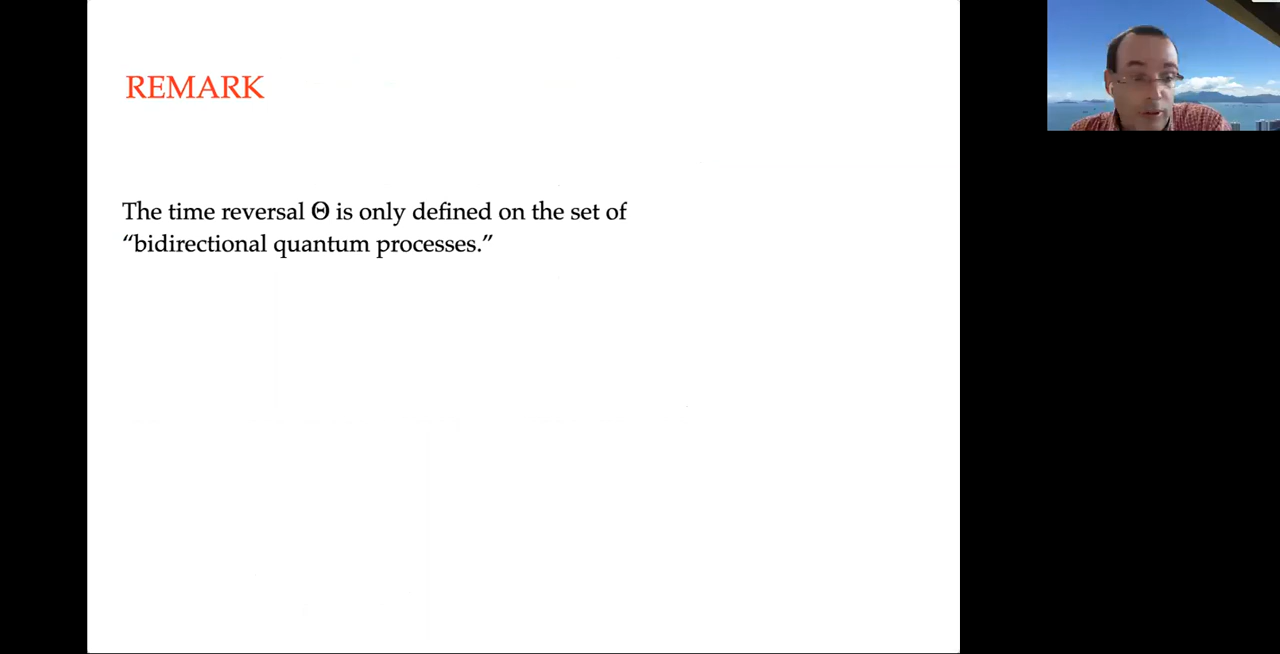 REMARK
The time reversal Θ is only defined on the set of
“bidirectional quantum processes.”